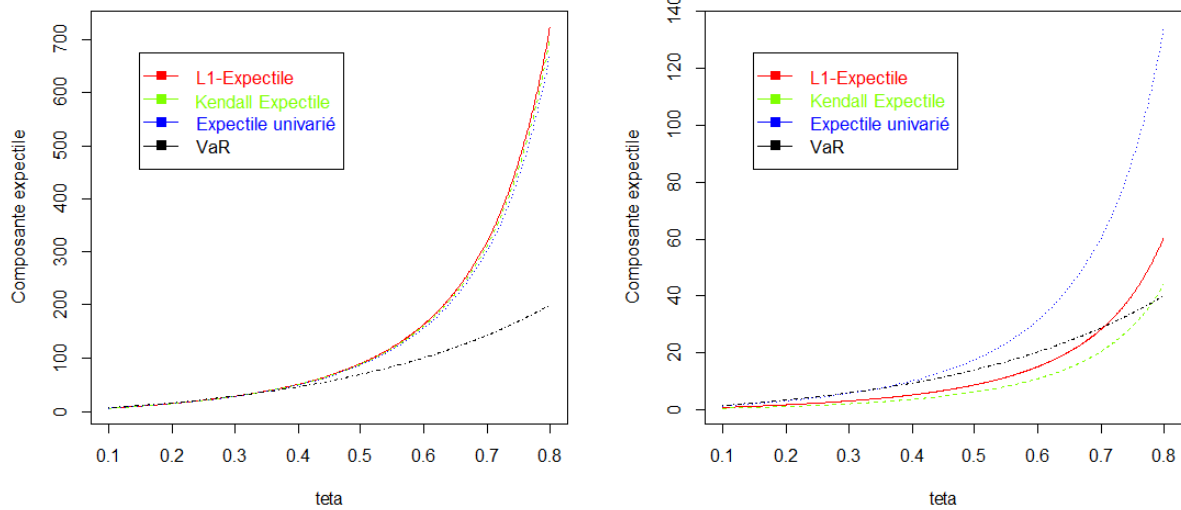 Composante expectile
700
600
500
400
300
200
100
0
L1-Expectile
Kendall Expectile
Expectile univarié
VaR
0.1 0.2 0.3 0.4 0.5 0.6 0.7 0.8
teta
Composante expectile
140
120
100
80
60
40
20
0
L1-Expectile
Kendall Expectile
Expectile univarié
VaR
0.1 0.2 0.3 0.4 0.5 0.6 0.7 0.8
teta